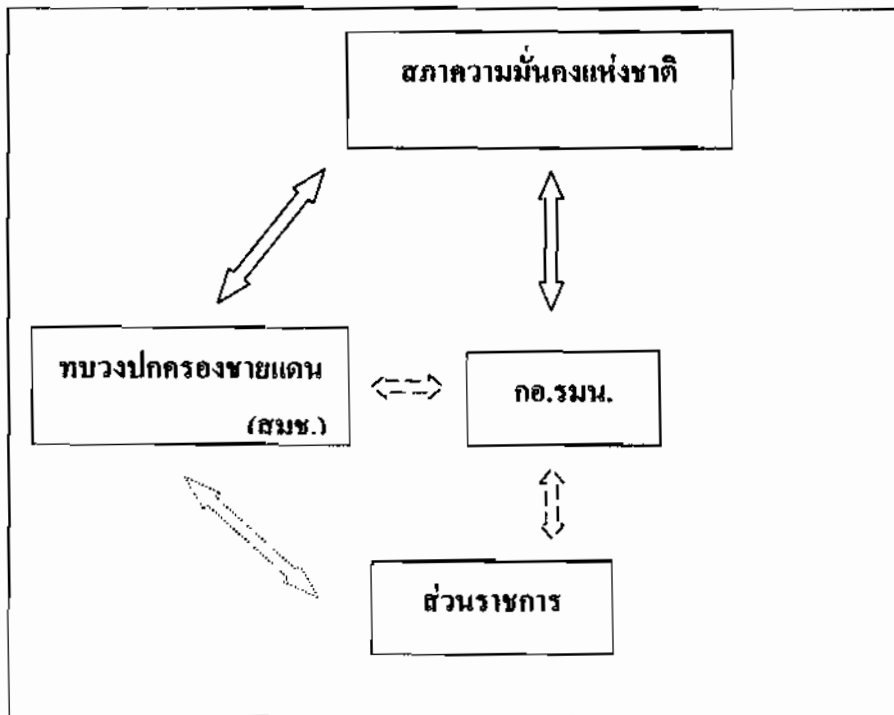 สภาความมั่นคงแห่งชาติ
ทบวงปกครองชายแดน
(สมช.)
กอ.รมน.
ส่วนราชการ